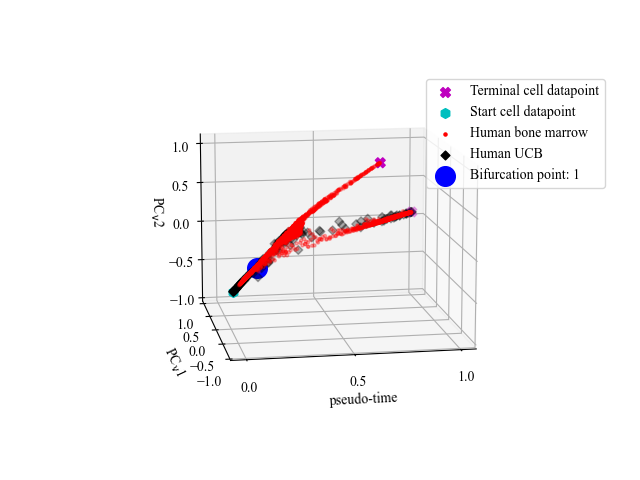 Terminal cell datapoint
Start cell datapoint
Human bone marrow
Human UCB
Bifurcation point: 1
1.0
0.5
0.0
−0.5
−1.0
PCv2
1.0
0.5
0.0
−0.5
−1.0
PCv1
0.0
0.5
1.0
pseudo-time